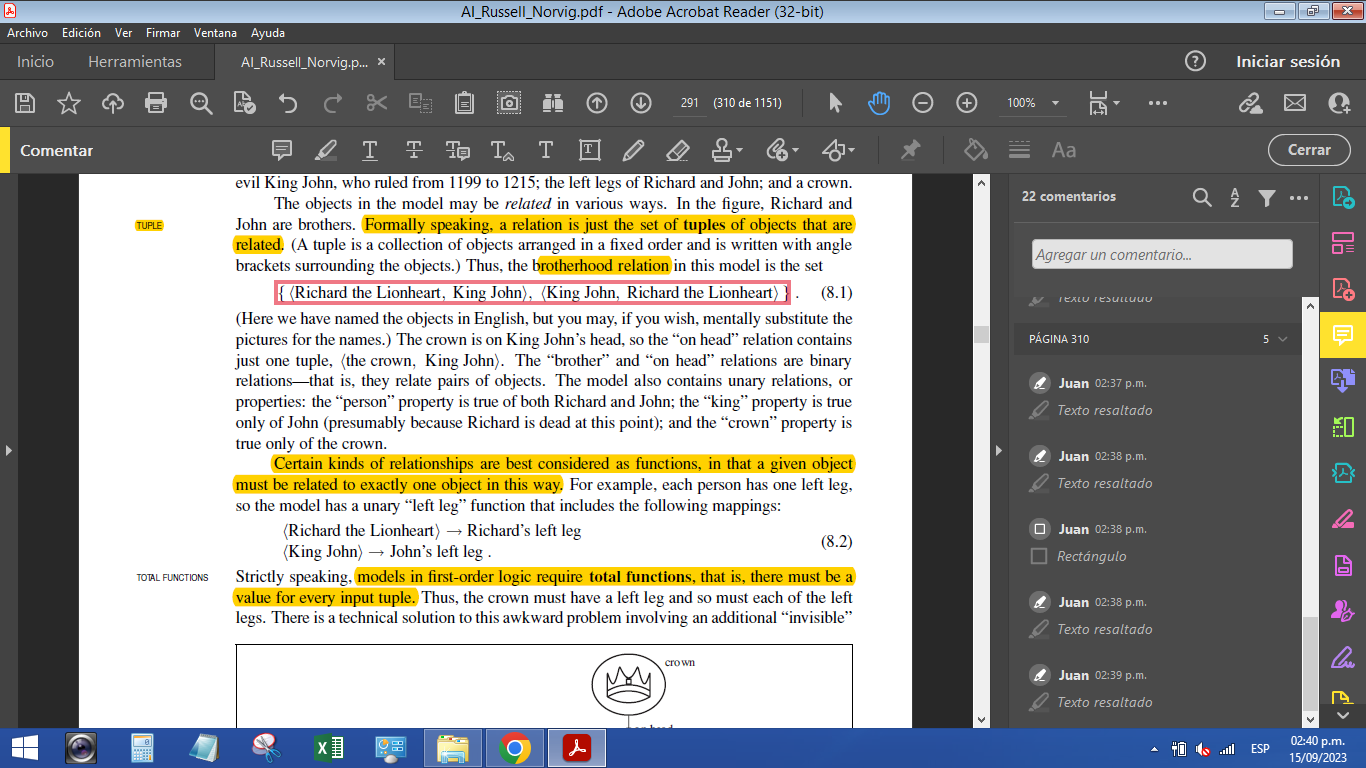 AI_Russell_Norvig.pdf - Adobe Acrobat Reader (32-bit)
Archivo Edición Ver Firmar Ventana Ayuda
Inicio Herramientas AI_Russell_Norvig.p... × Iniciar sesión
291 (310 de 1151) 100%
Comentar Cerrar
evil King John, who ruled from 1199 to 1215; the left legs of Richard and John; and a crown.
The objects in the model may be related in various ways. In the figure, Richard and
TUPLE John are brothers. Formally speaking, a relation is just the set of tuples of objects that are
related. (A tuple is a collection of objects arranged in a fixed order and is written with angle
brackets surrounding the objects.) Thus, the brotherhood relation in this model is the set
{ ⟨Richard the Lionheart, King John⟩, ⟨King John, Richard the Lionheart⟩ } . (8.1)
(Here we have named the objects in English, but you may, if you wish, mentally substitute the
pictures for the names.) The crown is on King John's head, so the “on head” relation contains
just one tuple, ⟨the crown, King John⟩. The “brother” and “on head” relations are binary
relations—that is, they relate pairs of objects. The model also contains unary relations, or
properties: the “person” property is true of both Richard and John; the “king” property is true
only of John (presumably because Richard is dead at this point); and the “crown” property is
true only of the crown.
Certain kinds of relationships are best considered as functions, in that a given object
must be related to exactly one object in this way. For example, each person has one left leg,
so the model has a unary “left leg” function that includes the following mappings:
⟨Richard the Lionheart⟩ → Richard's left leg
⟨King John⟩ → John's left leg . (8.2)
TOTAL FUNCTIONS Strictly speaking, models in first-order logic require total functions, that is, there must be a
value for every input tuple. Thus, the crown must have a left leg and so must each of the left
legs. There is a technical solution to this awkward problem involving an additional “invisible”
crown
on head
22 comentarios
Agregar un comentario...
Texto resaltado
PÁGINA 310 5
Juan 02:37 p.m.
Texto resaltado
Juan 02:38 p.m.
Texto resaltado
Juan 02:38 p.m.
Rectángulo
Juan 02:38 p.m.
Texto resaltado
Juan 02:39 p.m.
Texto resaltado
ESP 02:40 p.m.
15/09/2023